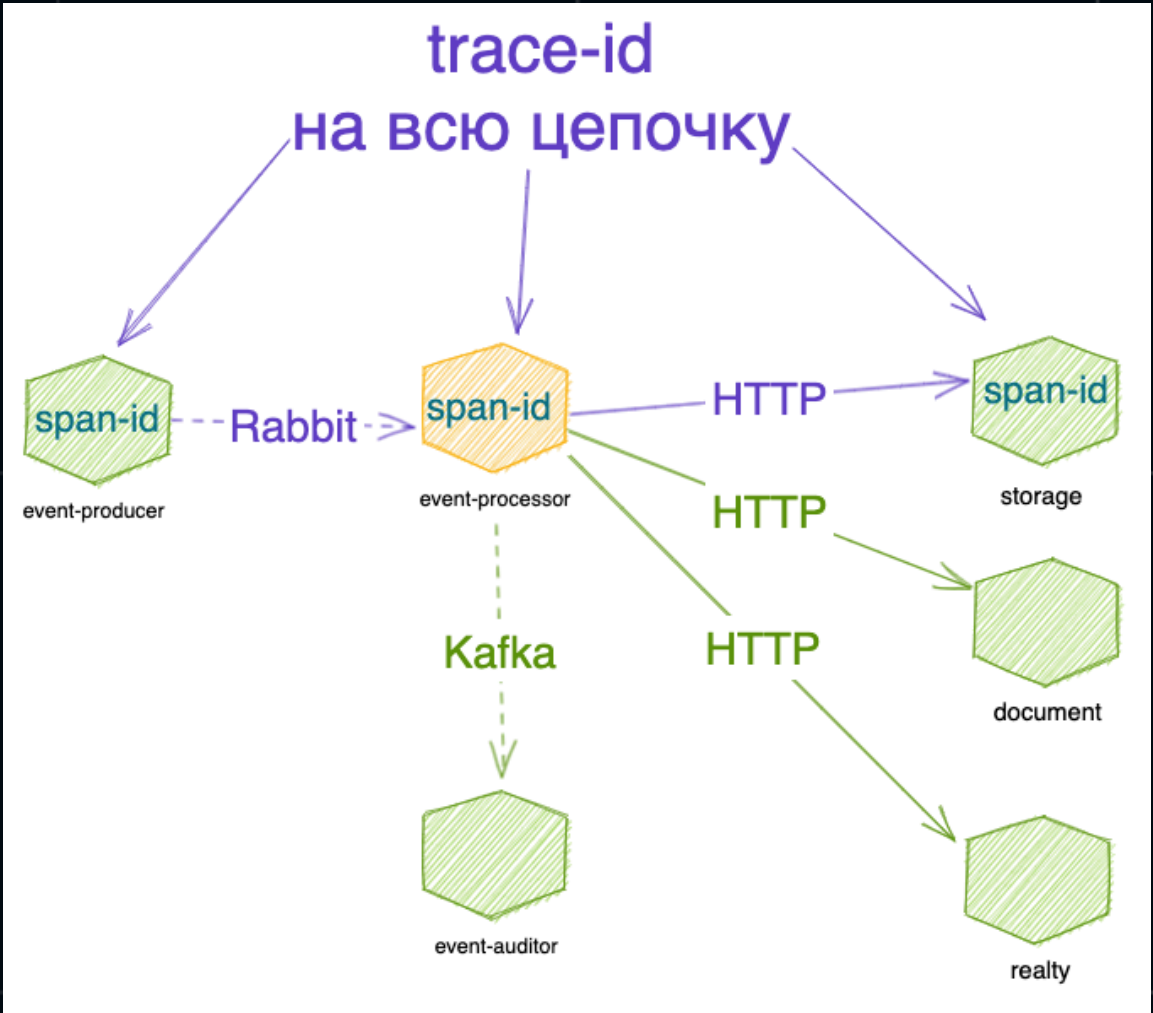 trace-id
на всю цепочку
span-id
Rabbit
span-id
HTTP
span-id
event-producer
event-processor
storage
HTTP
document
Kafka
HTTP
event-auditor
realty